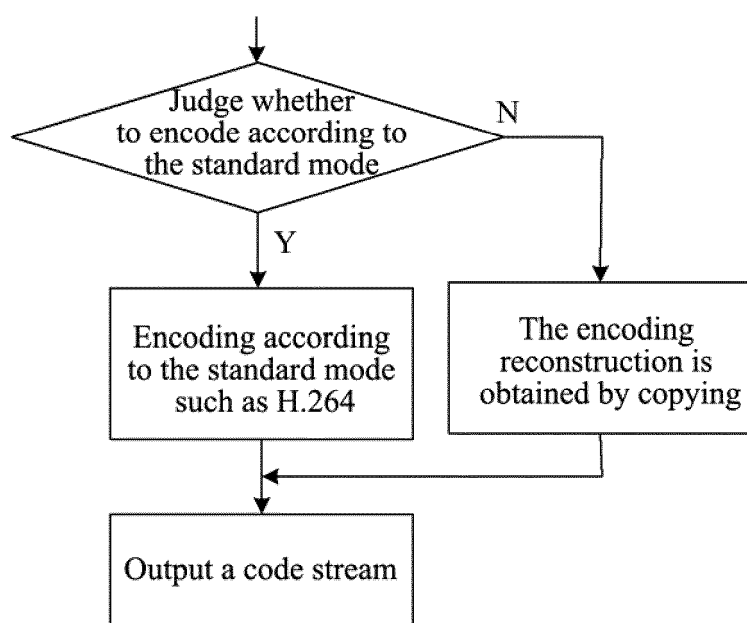 Judge whether
to encode according to
the standard mode
N
Y
Encoding according
to the standard mode
such as H.264
The encoding
reconstruction is
obtained by copying
Output a code stream